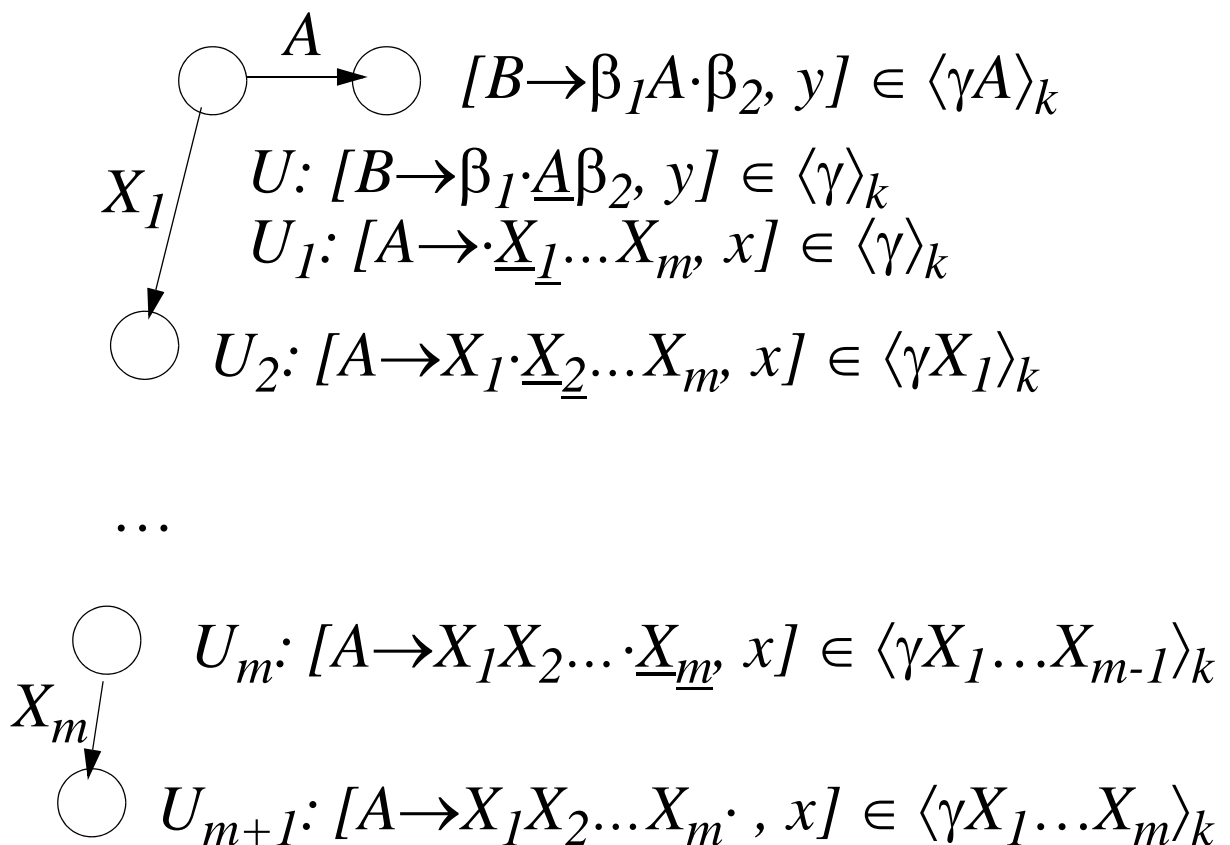 A
[B→β₁A·β₂, y] ∈ ⟨γA⟩ₖ
X₁
U: [B→β₁·Aβ₂, y] ∈ ⟨γ⟩ₖ
U₁: [A→·X₁…Xₘ, x] ∈ ⟨γ⟩ₖ
U₂: [A→X₁·X₂…Xₘ, x] ∈ ⟨γX₁⟩ₖ
…
Uₘ: [A→X₁X₂…·Xₘ, x] ∈ ⟨γX₁…Xₘ₋₁⟩ₖ
Xₘ
Uₘ₊₁: [A→X₁X₂…Xₘ· , x] ∈ ⟨γX₁…Xₘ⟩ₖ